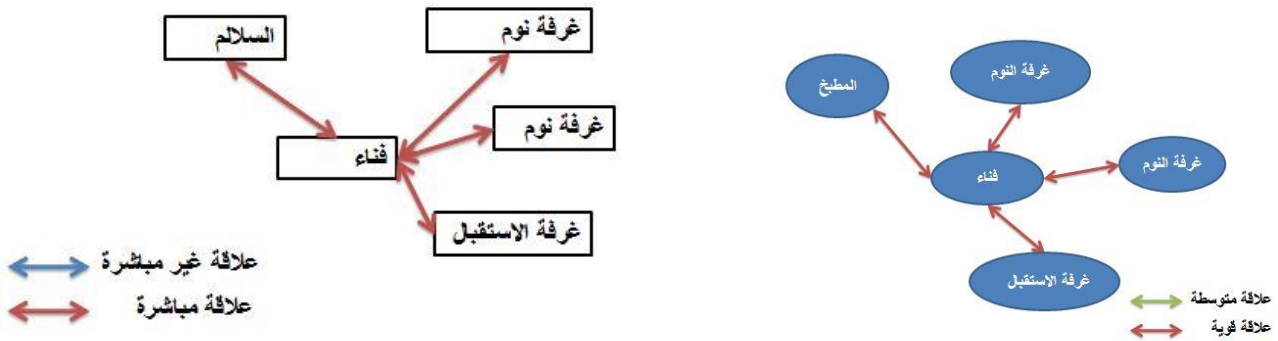 السلالم
غرفة نوم
غرفة نوم
فناء
غرفة الاستقبال
علاقة غير مباشرة
علاقة مباشرة
غرفة النوم
المطبخ
غرفة النوم
فناء
غرفة الاستقبال
علاقة متوسطة
علاقة قوية